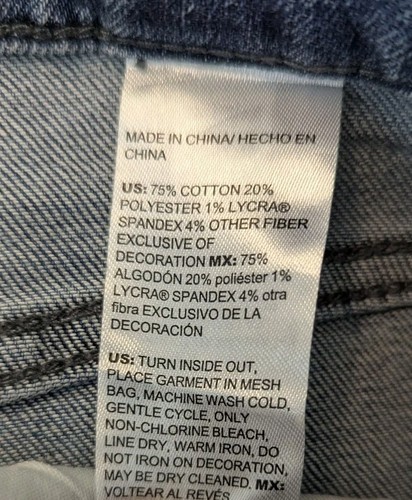 MADE IN CHINA/ HECHO EN
CHINA
US: 75% COTTON 20%
POLYESTER 1% LYCRA®
SPANDEX 4% OTHER FIBER
EXCLUSIVE OF
DECORATION MX: 75%
ALGODÓN 20% poliéster 1%
LYCRA® SPANDEX 4% otra
fibra EXCLUSIVO DE LA
DECORACIÓN
US: TURN INSIDE OUT,
PLACE GARMENT IN MESH
BAG, MACHINE WASH COLD,
GENTLE CYCLE, ONLY
NON-CHLORINE BLEACH,
LINE DRY, WARM IRON, DO
NOT IRON ON DECORATION,
MAY BE DRY CLEANED. MX:
VOLTEAR AL REVÉS